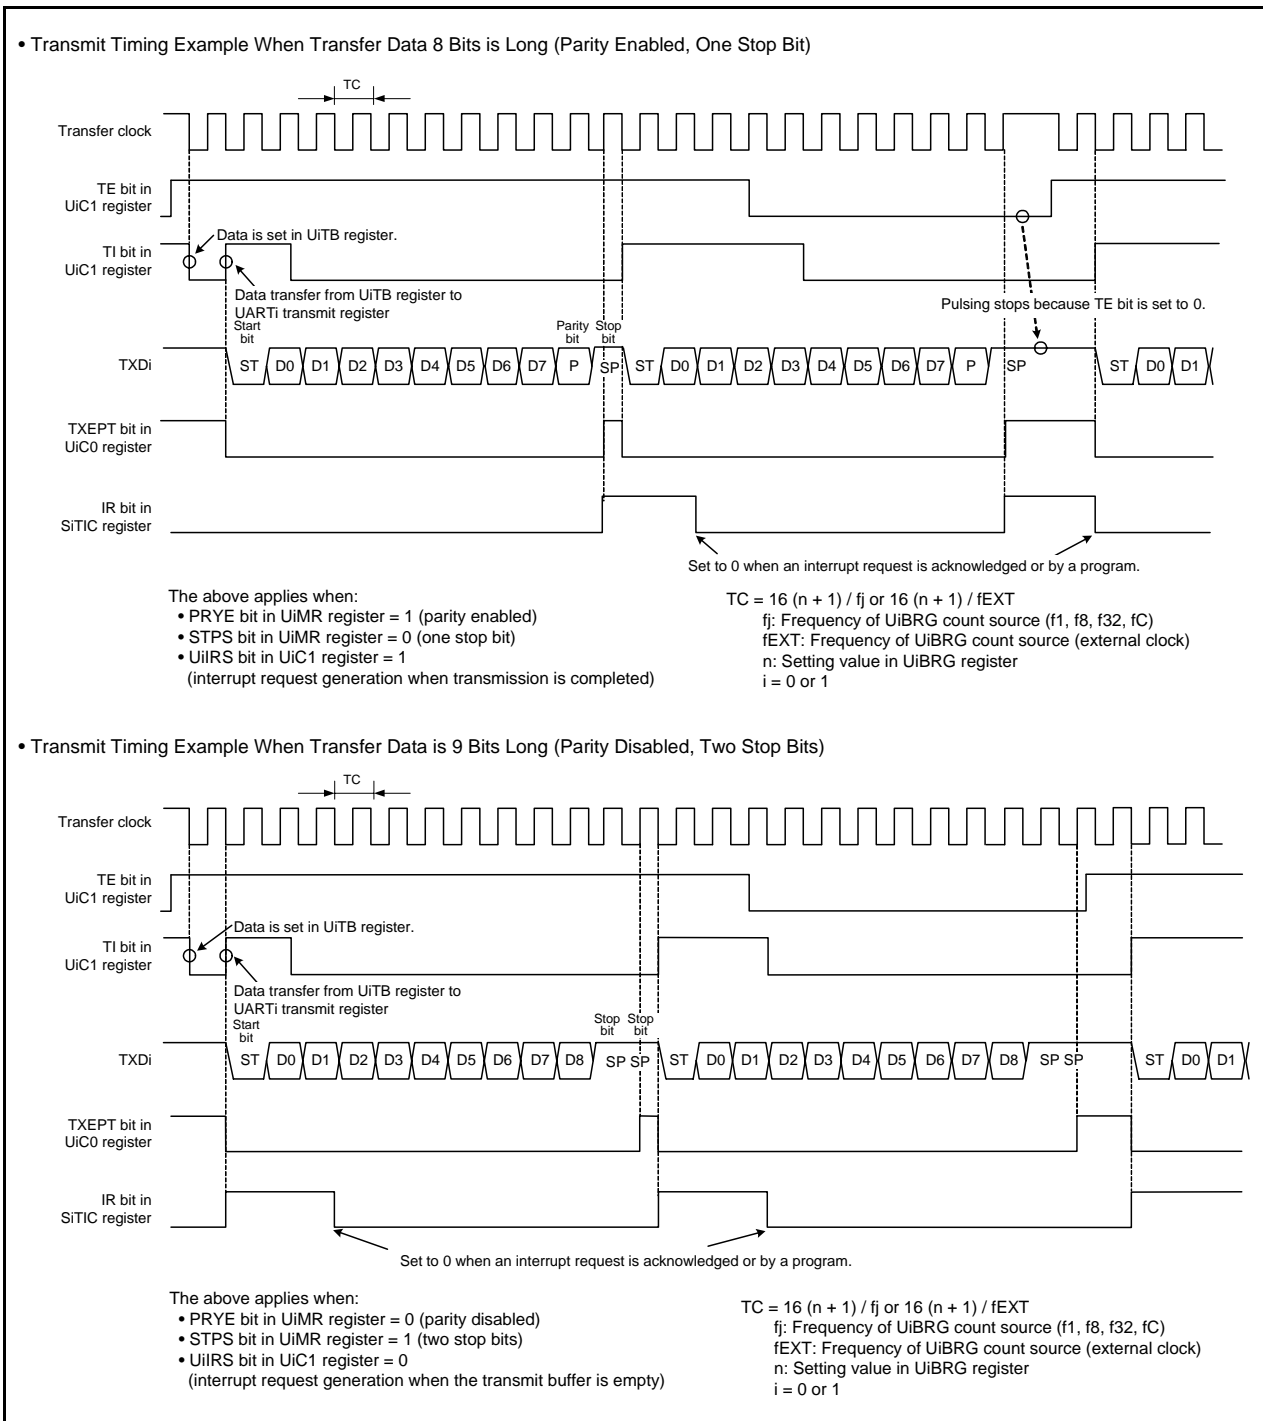 • Transmit Timing Example When Transfer Data 8 Bits is Long (Parity Enabled, One Stop Bit)
TC
Transfer clock
TE bit in
UiC1 register
Data is set in UiTB register.
TI bit in
UiC1 register
Data transfer from UiTB register to
UARTi transmit register
Pulsing stops because TE bit is set to 0.
Start
bit
Parity
bit
Stop
bit
TXDi
ST D0 D1 D2 D3 D4 D5 D6 D7 P SP ST D0 D1 D2 D3 D4 D5 D6 D7 P SP ST D0 D1
TXEPT bit in
UiC0 register
IR bit in
SiTIC register
Set to 0 when an interrupt request is acknowledged or by a program.
The above applies when:
• PRYE bit in UiMR register = 1 (parity enabled)
• STPS bit in UiMR register = 0 (one stop bit)
• UiIRS bit in UiC1 register = 1
(interrupt request generation when transmission is completed)
TC = 16 (n + 1) / fj or 16 (n + 1) / fEXT
fj: Frequency of UiBRG count source (f1, f8, f32, fC)
fEXT: Frequency of UiBRG count source (external clock)
n: Setting value in UiBRG register
i = 0 or 1
• Transmit Timing Example When Transfer Data is 9 Bits Long (Parity Disabled, Two Stop Bits)
TC
Transfer clock
TE bit in
UiC1 register
Data is set in UiTB register.
TI bit in
UiC1 register
Data transfer from UiTB register to
UARTi transmit register
Start
bit
Stop
bit
Stop
bit
TXDi
ST D0 D1 D2 D3 D4 D5 D6 D7 D8 SP SP ST D0 D1 D2 D3 D4 D5 D6 D7 D8 SP SP ST D0 D1
TXEPT bit in
UiC0 register
IR bit in
SiTIC register
Set to 0 when an interrupt request is acknowledged or by a program.
The above applies when:
• PRYE bit in UiMR register = 0 (parity disabled)
• STPS bit in UiMR register = 1 (two stop bits)
• UiIRS bit in UiC1 register = 0
(interrupt request generation when the transmit buffer is empty)
TC = 16 (n + 1) / fj or 16 (n + 1) / fEXT
fj: Frequency of UiBRG count source (f1, f8, f32, fC)
fEXT: Frequency of UiBRG count source (external clock)
n: Setting value in UiBRG register
i = 0 or 1